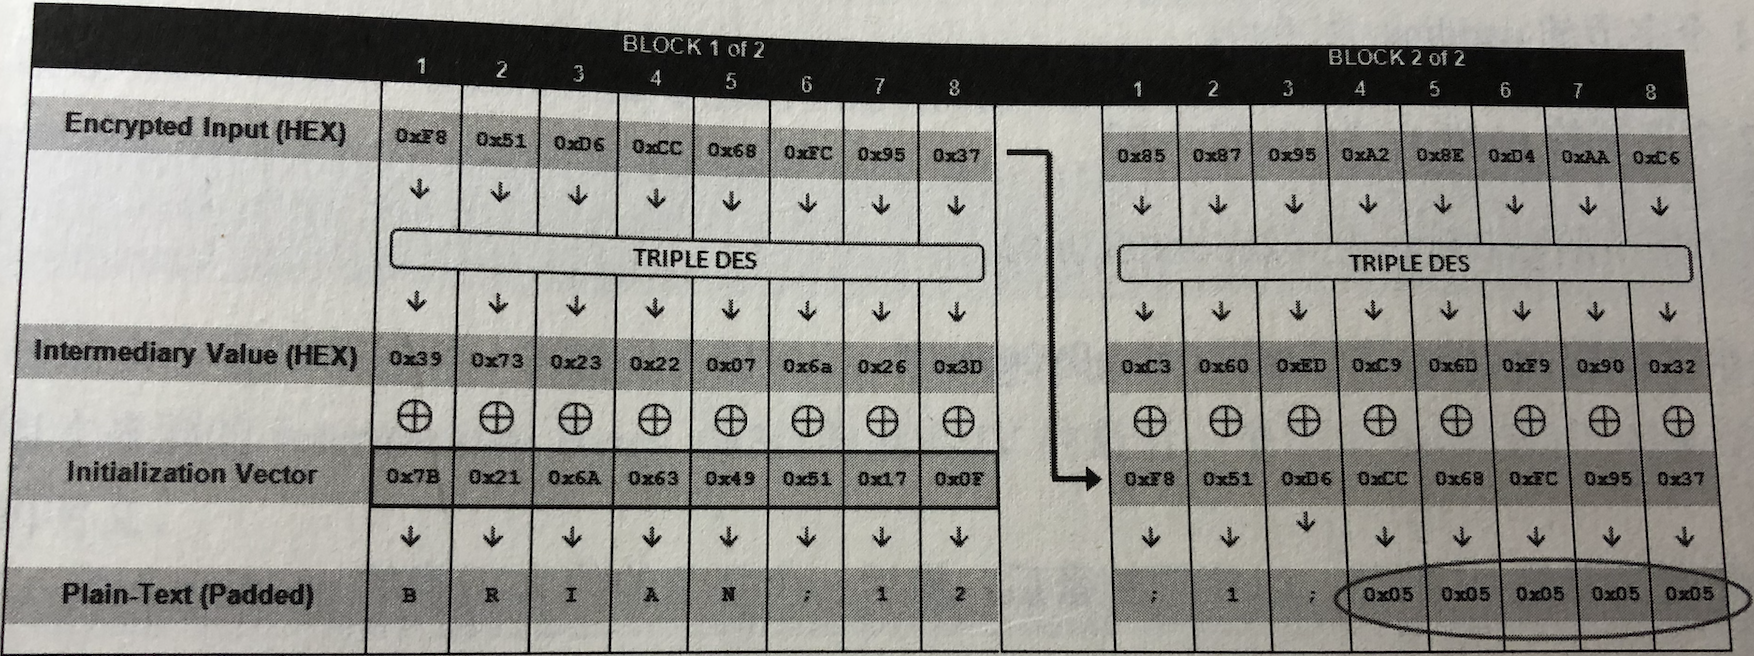 BLOCK 1 of 2 BLOCK 2 of 2
1 2 3 4 5 6 7 8 1 2 3 4 5 6 7 8
Encrypted Input (HEX) 0xF8 0x51 0xD6 0xCC 0x68 0xFC 0x95 0x37 0x85 0x87 0x95 0xA2 0x8E 0xD4 0xAA 0xC6
TRIPLE DES TRIPLE DES
Intermediary Value (HEX) 0x39 0x73 0x23 0x22 0x07 0x6a 0x26 0x3D 0xC3 0x60 0xED 0xC9 0x6D 0xF9 0x90 0x32
Initialization Vector 0x7B 0x21 0x6A 0x63 0x49 0x51 0x17 0x0F 0xF8 0x51 0xD6 0xCC 0x68 0xFC 0x95 0x37
Plain-Text (Padded) B R I A N ; 1 2 ; 1 ; 0x05 0x05 0x05 0x05 0x05